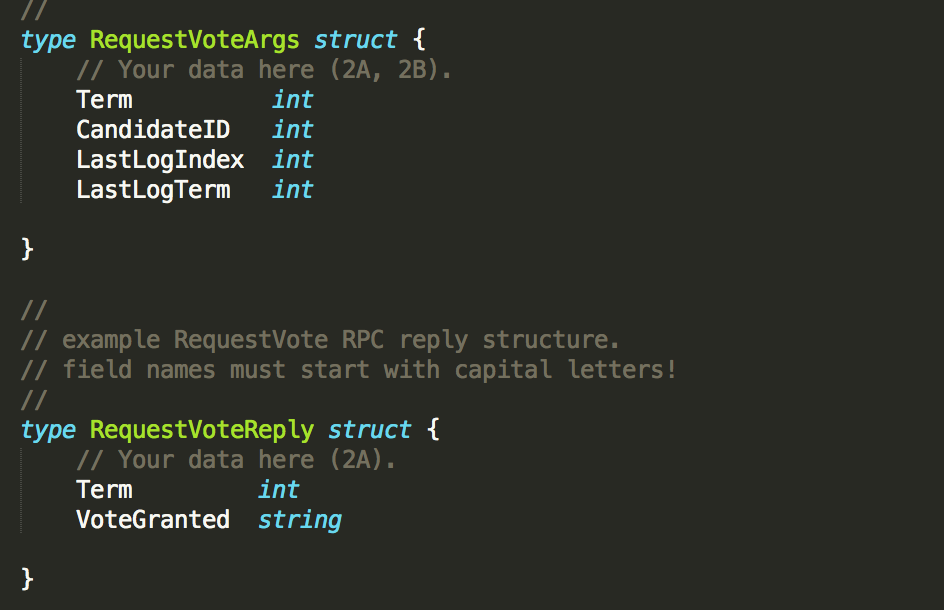 //
type RequestVoteArgs struct {
    // Your data here (2A, 2B).
    Term          int
    CandidateID   int
    LastLogIndex  int
    LastLogTerm   int
}
//
// example RequestVote RPC reply structure.
// field names must start with capital letters!
//
type RequestVoteReply struct {
    // Your data here (2A).
    Term         int
    VoteGranted  string
}